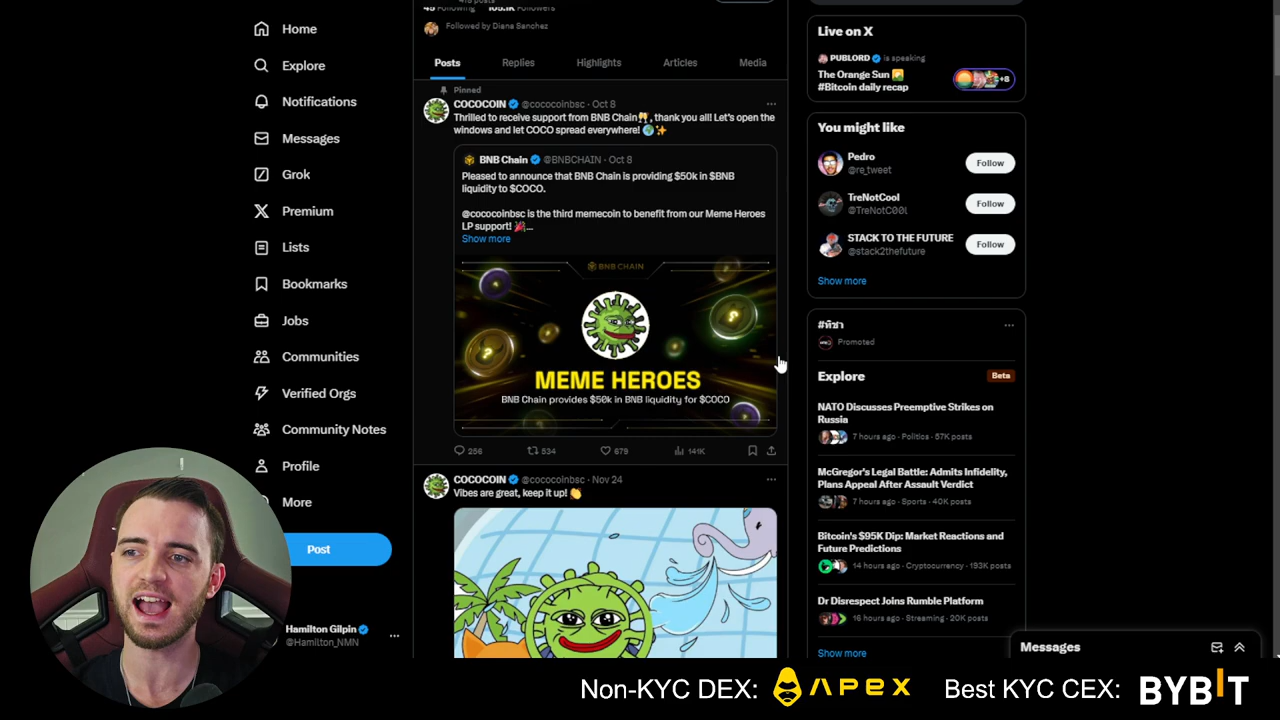 Home
Explore
Notifications
Messages
Grok
Premium
Lists
Bookmarks
Jobs
Communities
Verified Orgs
Community Notes
Profile
More
Post
Hamilton Gilpin
@Hamilton_NMN
Followed by Diana Sanchez
Posts Replies Highlights Articles Media
Pinned
COCOCOIN @cococoinbsc · Oct 8
Thrilled to receive support from BNB Chain🥂, thank you all! Let's open the
windows and let COCO spread everywhere! 🌍✨
BNB Chain @BNBCHAIN · Oct 8
Pleased to announce that BNB Chain is providing $50k in $BNB
liquidity to $COCO.
@cococoinbsc is the third memecoin to benefit from our Meme Heroes
LP support! 🎉...
Show more
BNB CHAIN
MEME HEROES
BNB Chain provides $50k in BNB liquidity for $COCO
256 534 679 141K
COCOCOIN @cococoinbsc · Nov 24
Vibes are great, keep it up! 👏
Live on X
PUBLORD is speaking
The Orange Sun
#Bitcoin daily recap
+8
You might like
Pedro
@re_tweet
Follow
TreNotCool
@TreNotC00l
Follow
STACK TO THE FUTURE
@stack2thefuture
Follow
Show more
#ทิชา
Promoted
Explore Beta
NATO Discusses Preemptive Strikes on
Russia
7 hours ago · Politics · 57K posts
McGregor's Legal Battle: Admits Infidelity,
Plans Appeal After Assault Verdict
7 hours ago · Sports · 40K posts
Bitcoin's $95K Dip: Market Reactions and
Future Predictions
14 hours ago · Cryptocurrency · 193K posts
Dr Disrespect Joins Rumble Platform
16 hours ago · Streaming · 20K posts
Show more
Messages
Non-KYC DEX: APEX Best KYC CEX: BYBIT